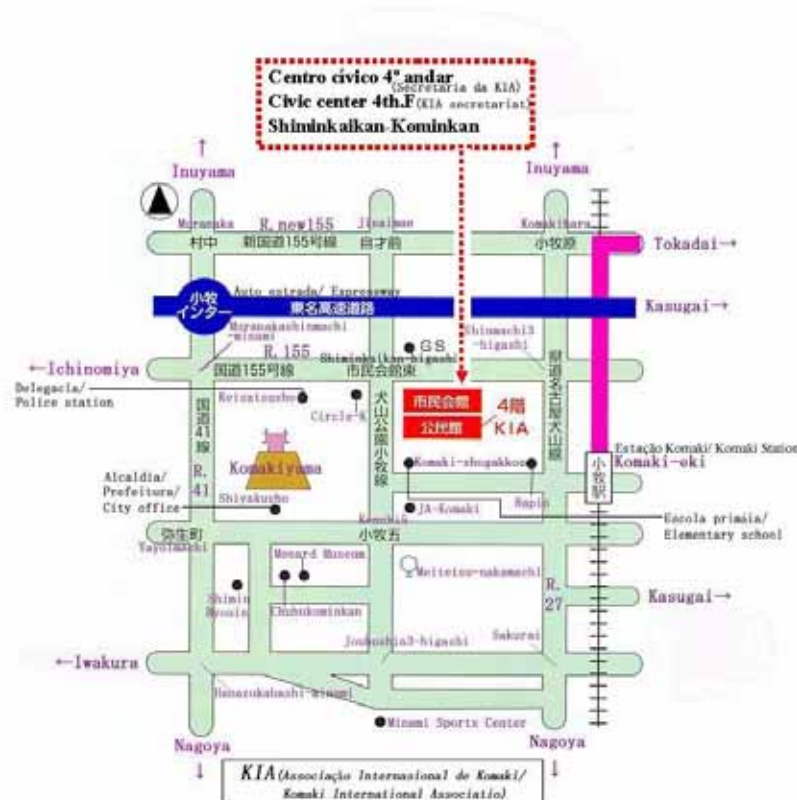 Centro cívico 4º andar
(Secretaria da KIA)
Civic center 4th.F (KIA secretariat)
Shiminkaikan-Kominkan
↑
Inuyama
↑
Inuyama
Muranaka
R. new155
Jinaimae
Komakihara
村中
新国道155号線
自才前
小牧原
Tokadai→
小牧
インター
Auto estrada/ Expressway
東名高速道路
Kasugai→
Muranakashinmachi
-minami
GS
Shinmachi3
-higashi
R. 155
Shiminkaikan-higashi
←Ichinomiya
国道155号線
市民会館東
Delegacia/
Police station
Keisatsusho
Circle-K
国道41号線
R.
41
犬山公園小牧線
県道名古屋犬山線
市民会館
公民館
4階
KIA
Estação Komaki/ Komaki Station
Komaki-eki
小牧駅
Komakiyama
Komaki-shogakkou
Rapio
Alcaldia/
Prefeitura/
City office
Shiyakusho
JA-Komaki
Escola primáia/
Elementary school
弥生町
Yayoimachi
Komaki5
小牧五
Menard Museum
Meitetsu-nakamachi
Shimin
Byouin
Chubukominkan
R.
27
Kasugai→
←Iwakura
Joubushi3-higashi
Sakurai
Hanazukahashi-minami
Minami Sports Center
Nagoya
↓
Nagoya
↓
KIA (Associação Internasional de Komaki/
Komaki International Associatio)